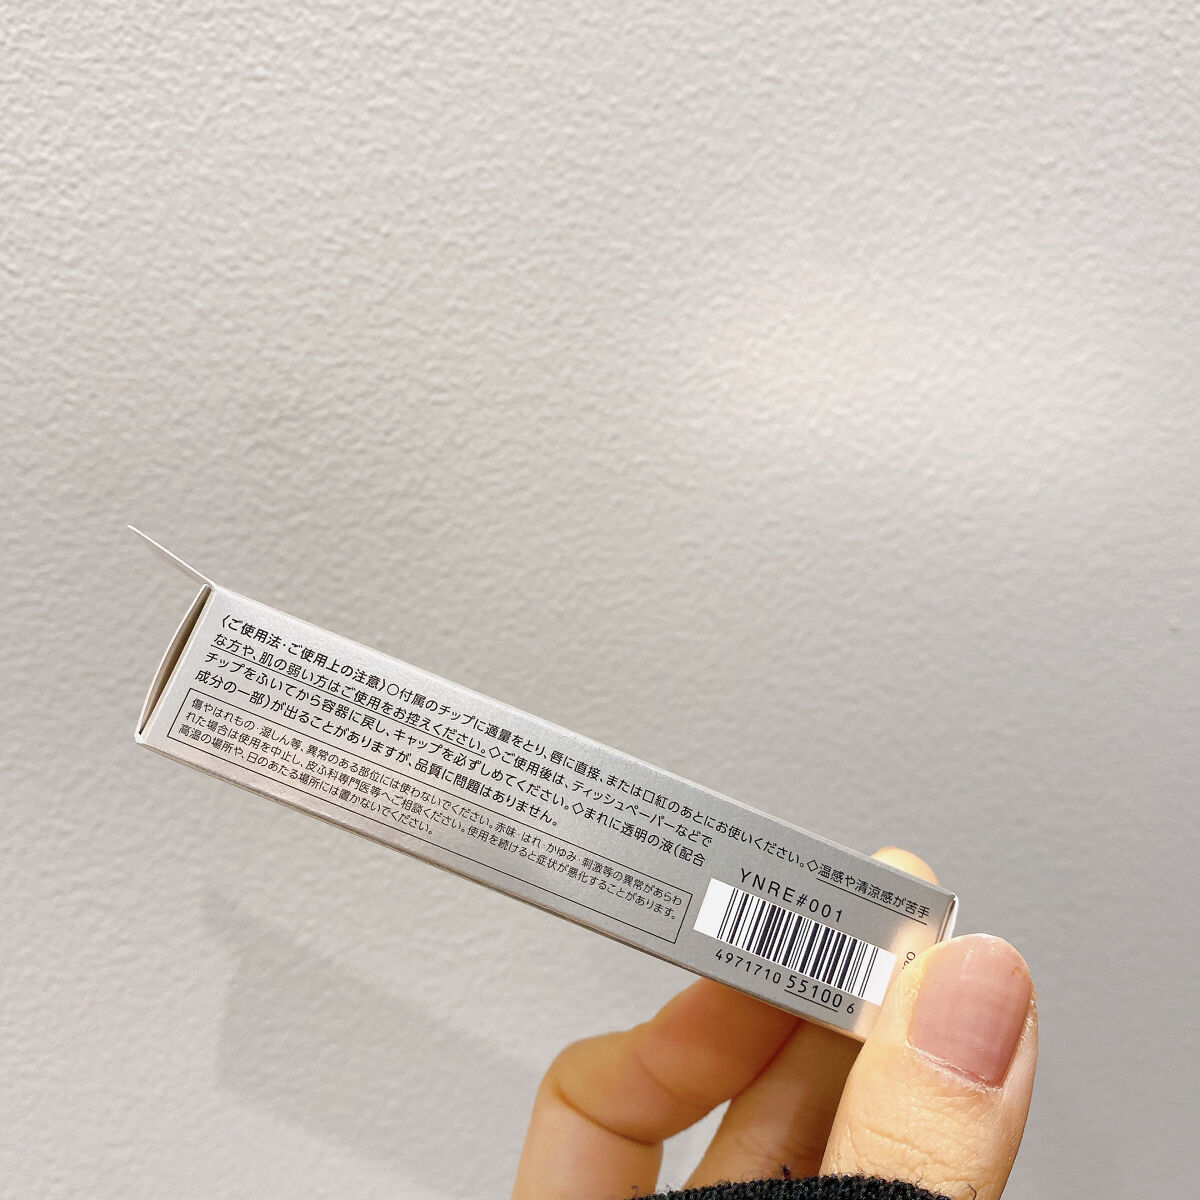 〈ご使用法・ご使用上の注意〉○付属のチップに適量をとり、唇に直接、または口紅のあとにお使いください。◇温感や清涼感が苦手
な方や、肌の弱い方はご使用をお控えください。◇ご使用後は、ティッシュペーパーなどで
チップをふいてから容器に戻し、キャップを必ずしめてください。◇まれに透明の液(配合
成分の一部)が出ることがありますが、品質に問題はありません。
傷やはれもの・湿しん等、異常のある部位には使わないでください。赤味・はれ・かゆみ・刺激等の異常があらわ
れた場合は使用を中止し、皮ふ科専門医等へご相談ください。使用を続けると症状が悪化することがあります。
高温の場所や、日のあたる場所には置かないでください。
YNRE#001
4971710 55100 6